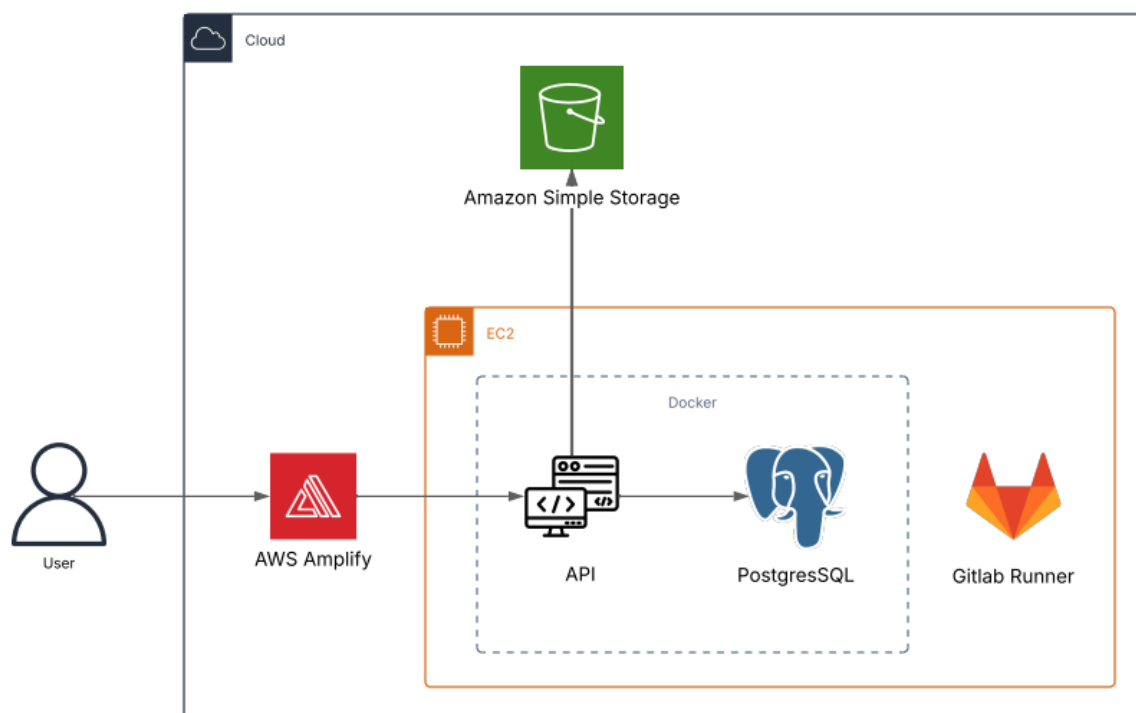 Cloud
Amazon Simple Storage
EC2
Docker
User
AWS Amplify
API
PostgresSQL
Gitlab Runner